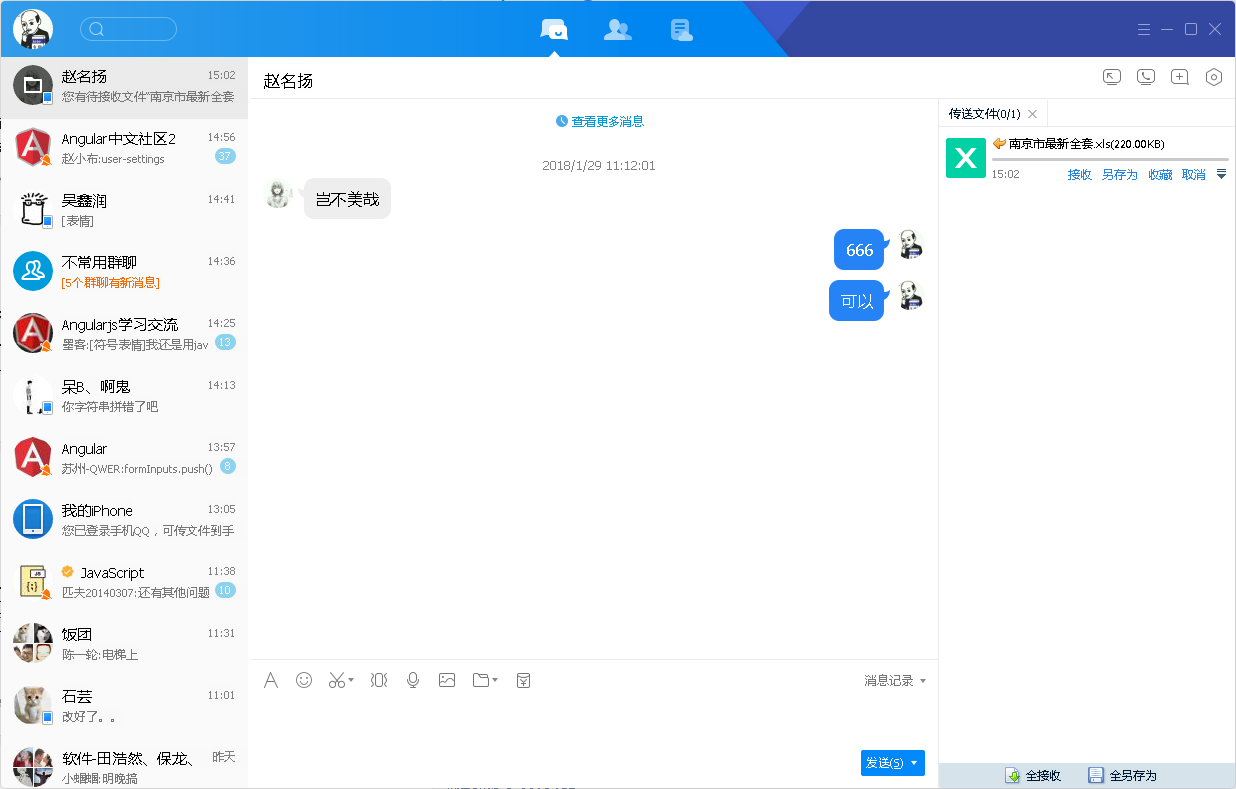 赵名扬 15:02
您有待接收文件"南京市最新全套
Angular中文社区2 14:56
赵小布:user-settings 37
吴鑫润 14:41
[表情]
不常用群聊 14:36
[5个群聊有新消息]
Angularjs学习交流 14:25
墨客:[符号表情]我还是用jav 13
呆B、啊鬼 14:13
你字符串拼错了吧
Angular 13:57
苏州-QWER:formInputs.push() 8
我的iPhone 13:05
您已登录手机QQ，可传文件到手
JavaScript 11:38
匹夫20140307:还有其他问题 10
饭团 11:31
陈一轮:电梯上
石芸 11:01
改好了。。
软件-田浩然、保龙、 昨天
小蝈蝈:明晚搞
赵名扬
查看更多消息
2018/1/29 11:12:01
岂不美哉
666
可以
消息记录
发送(S)
传送文件(0/1)
X
南京市最新全套.xls(220.00KB)
15:02 接收 另存为 收藏 取消
全接收 全另存为